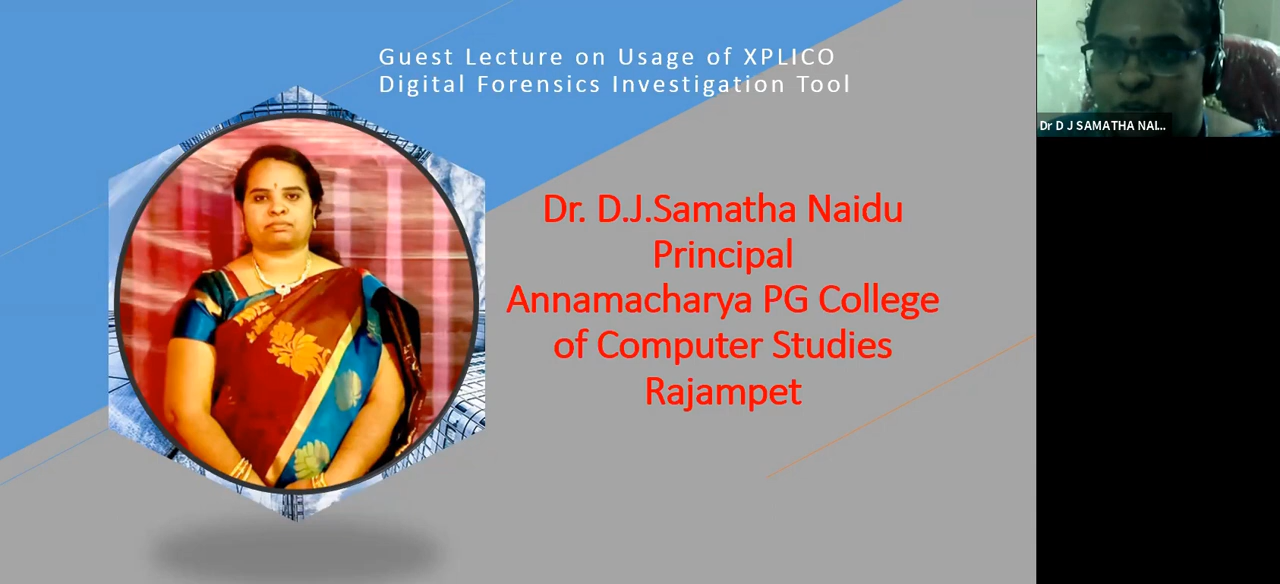 Guest Lecture on Usage of XPLICO
Digital Forensics Investigation Tool
Dr. D.J.Samatha Naidu
Principal
Annamacharya PG College
of Computer Studies
Rajampet
Dr D J SAMATHA NAI...